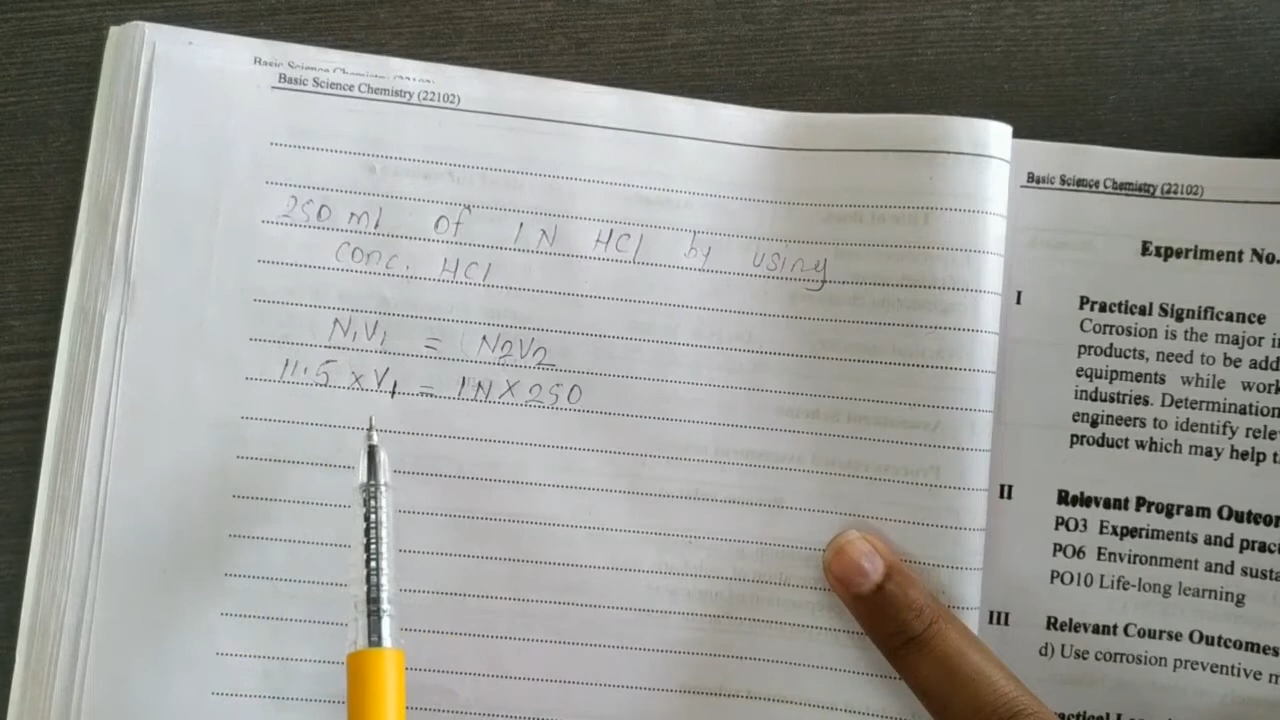 Basic Science Chemistry (22102)
250 ml of 1N HCl by using
conc. HCl
N1V1 = N2V2
11.5 × V1 = 1N × 250
Basic Science Chemistry (22102)
Experiment No.
I Practical Significance
Corrosion is the major i
products, need to be add
equipments while work
industries. Determination
engineers to identify rele
product which may help t
II Relevant Program Outco
PO3 Experiments and pract
PO6 Environment and susta
PO10 Life-long learning
III Relevant Course Outcomes
d) Use corrosion preventive m